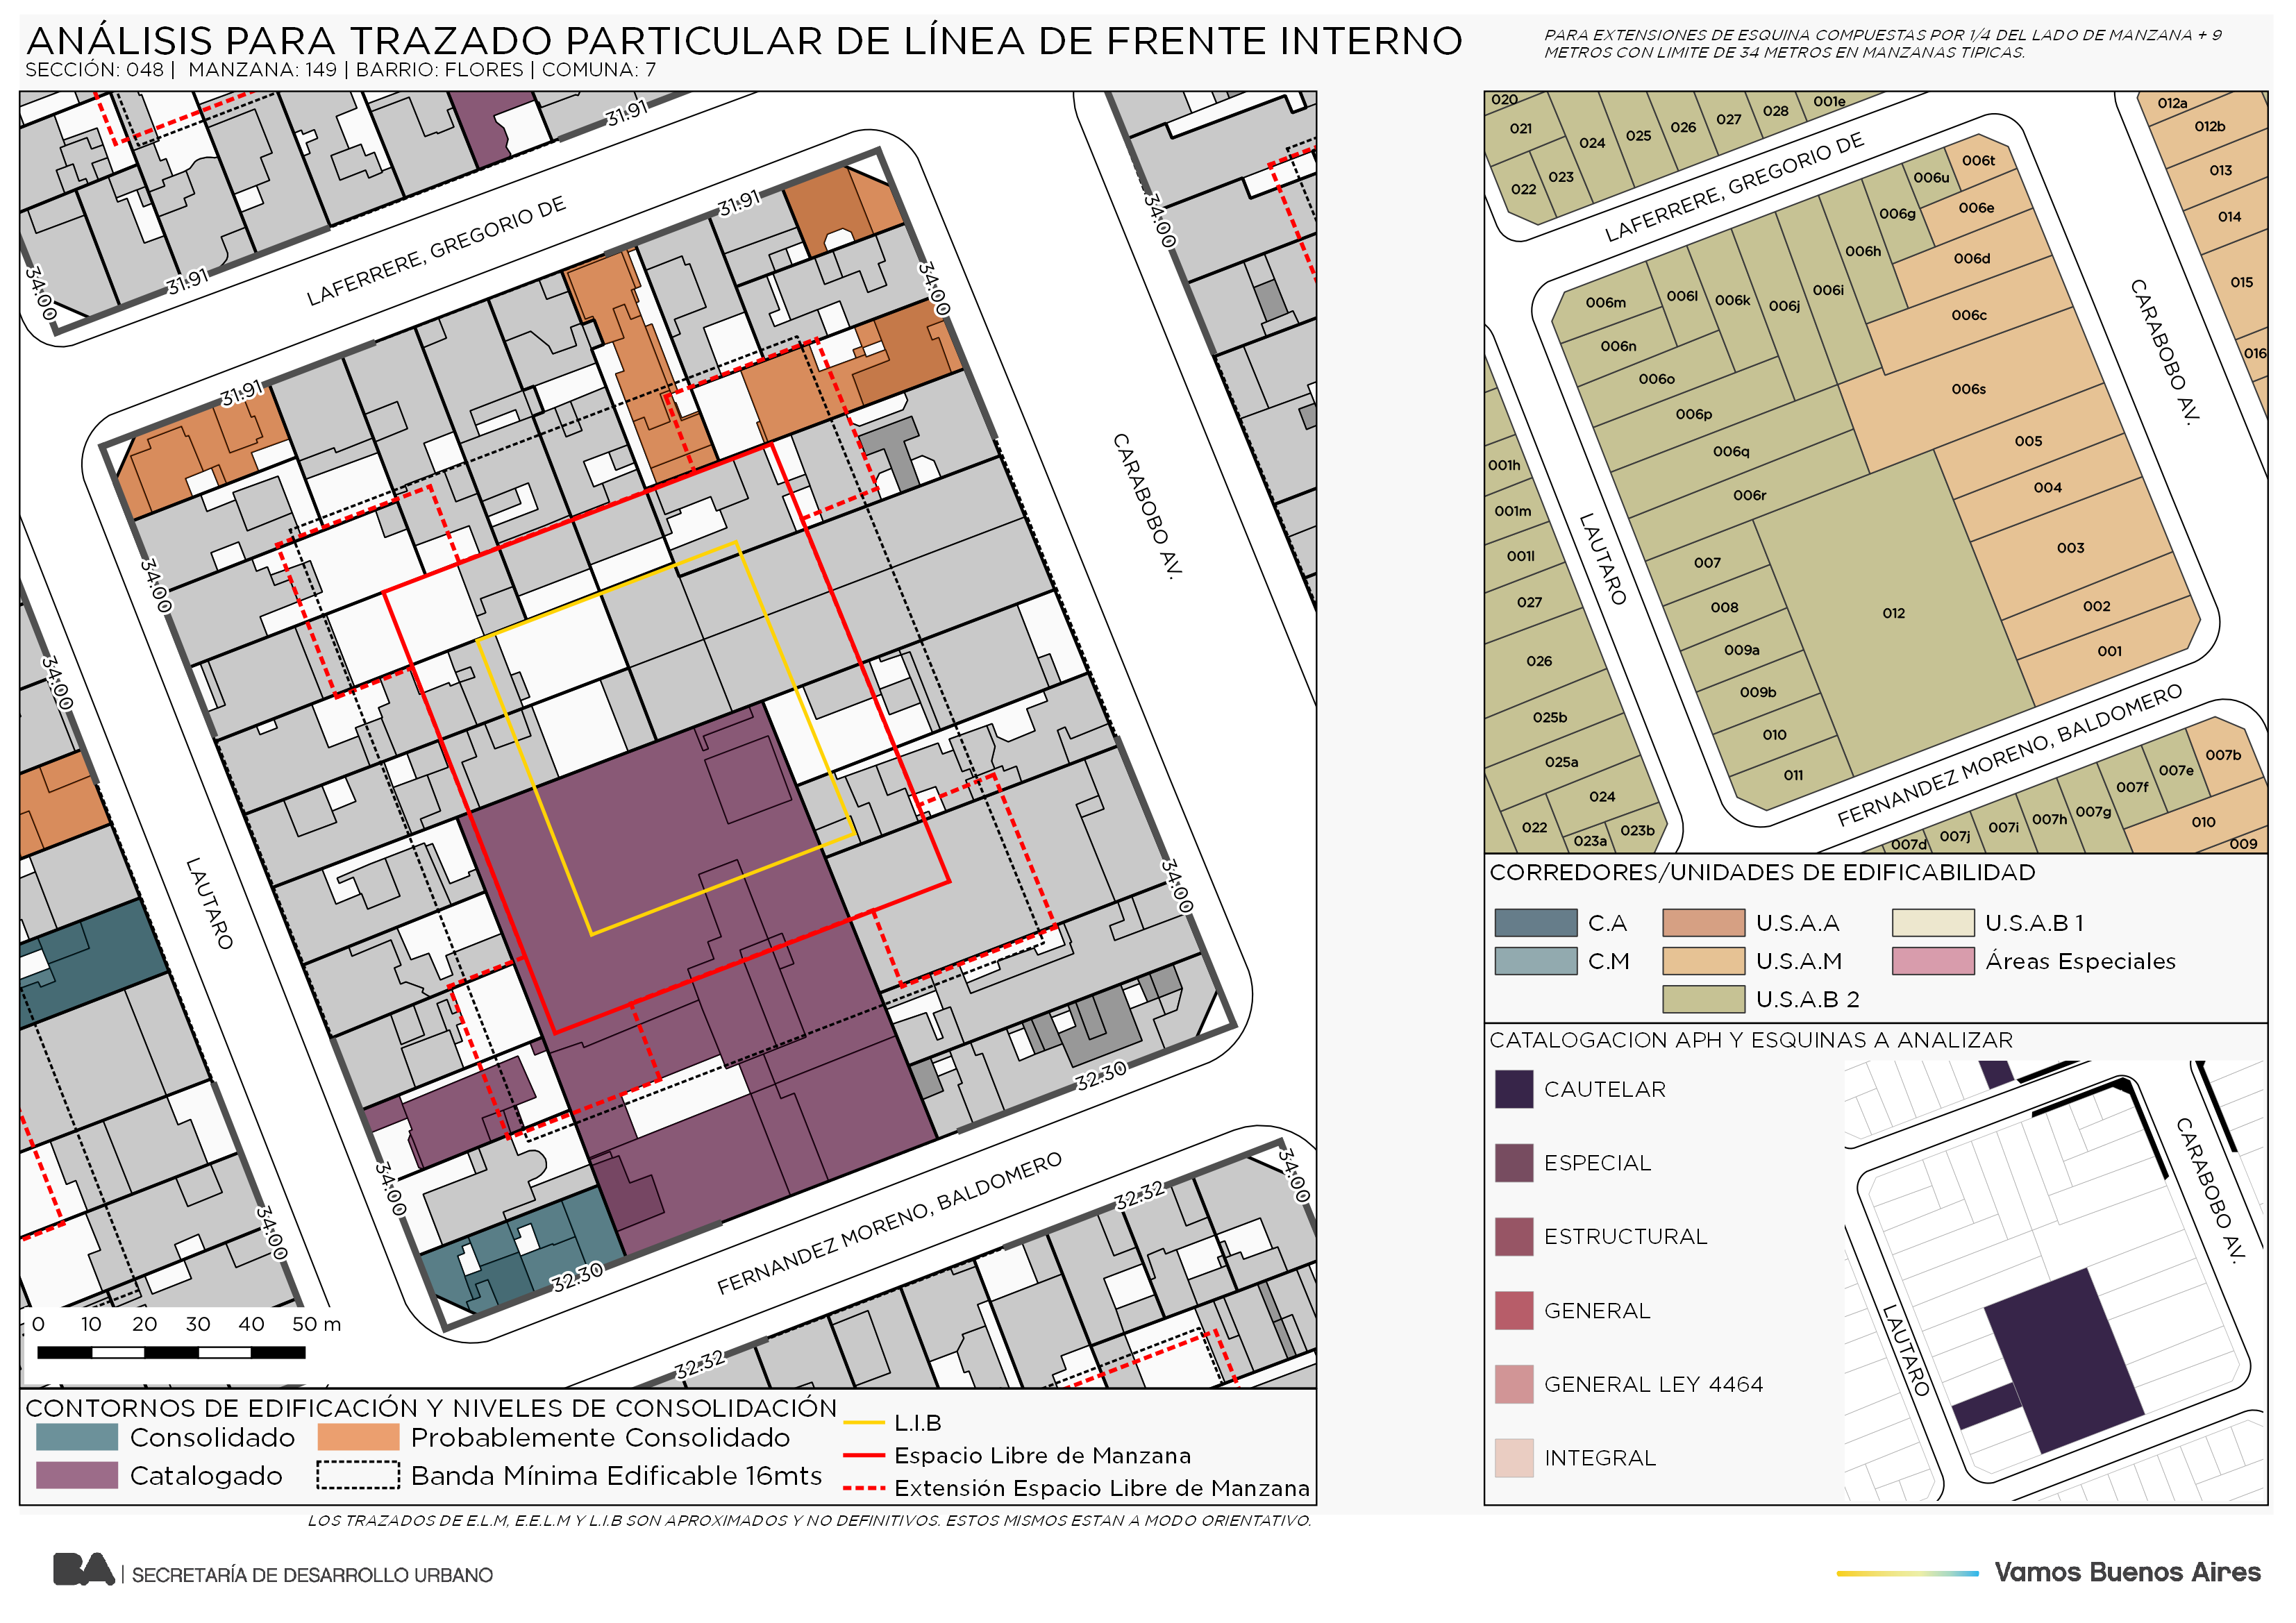 ANÁLISIS PARA TRAZADO PARTICULAR DE LÍNEA DE FRENTE INTERNO
SECCIÓN: 048 | MANZANA: 149 | BARRIO: FLORES | COMUNA: 7
PARA EXTENSIONES DE ESQUINA COMPUESTAS POR 1/4 DEL LADO DE MANZANA + 9
METROS CON LIMITE DE 34 METROS EN MANZANAS TIPICAS.
31.91
31.91
LAFERRERE, GREGORIO DE
31.91
31.91
34.00
34.00
34.00
34.00
34.00
34.00
34.00
34.00
34.00
CARABOBO AV.
LAUTARO
32.30
32.30
FERNANDEZ MORENO, BALDOMERO
32.32
32.32
0 10 20 30 40 50 m
CONTORNOS DE EDIFICACIÓN Y NIVELES DE CONSOLIDACIÓN
Consolidado
Probablemente Consolidado
Catalogado
Banda Mínima Edificable 16mts
L.I.B
Espacio Libre de Manzana
Extensión Espacio Libre de Manzana
LOS TRAZADOS DE E.L.M, E.E.L.M Y L.I.B SON APROXIMADOS Y NO DEFINITIVOS. ESTOS MISMOS ESTAN A MODO ORIENTATIVO.
020
021
022
023
024
025
026
027
028
001e
012a
012b
013
014
015
016
LAFERRERE, GREGORIO DE
006t
006u
006e
006g
006d
006h
006c
006i
006j
006k
006l
006m
006n
006o
006p
006q
006r
006s
005
004
003
002
001
007
008
009a
009b
010
011
012
001h
001m
001l
027
026
025b
025a
024
022
023a
023b
LAUTARO
CARABOBO AV.
FERNANDEZ MORENO, BALDOMERO
007b
007e
007f
007g
007h
007i
007j
007d
010
009
CORREDORES/UNIDADES DE EDIFICABILIDAD
C.A
U.S.A.A
U.S.A.B 1
C.M
U.S.A.M
Áreas Especiales
U.S.A.B 2
CATALOGACION APH Y ESQUINAS A ANALIZAR
CAUTELAR
ESPECIAL
ESTRUCTURAL
GENERAL
GENERAL LEY 4464
INTEGRAL
CARABOBO AV.
LAUTARO
BA | SECRETARÍA DE DESARROLLO URBANO
Vamos Buenos Aires